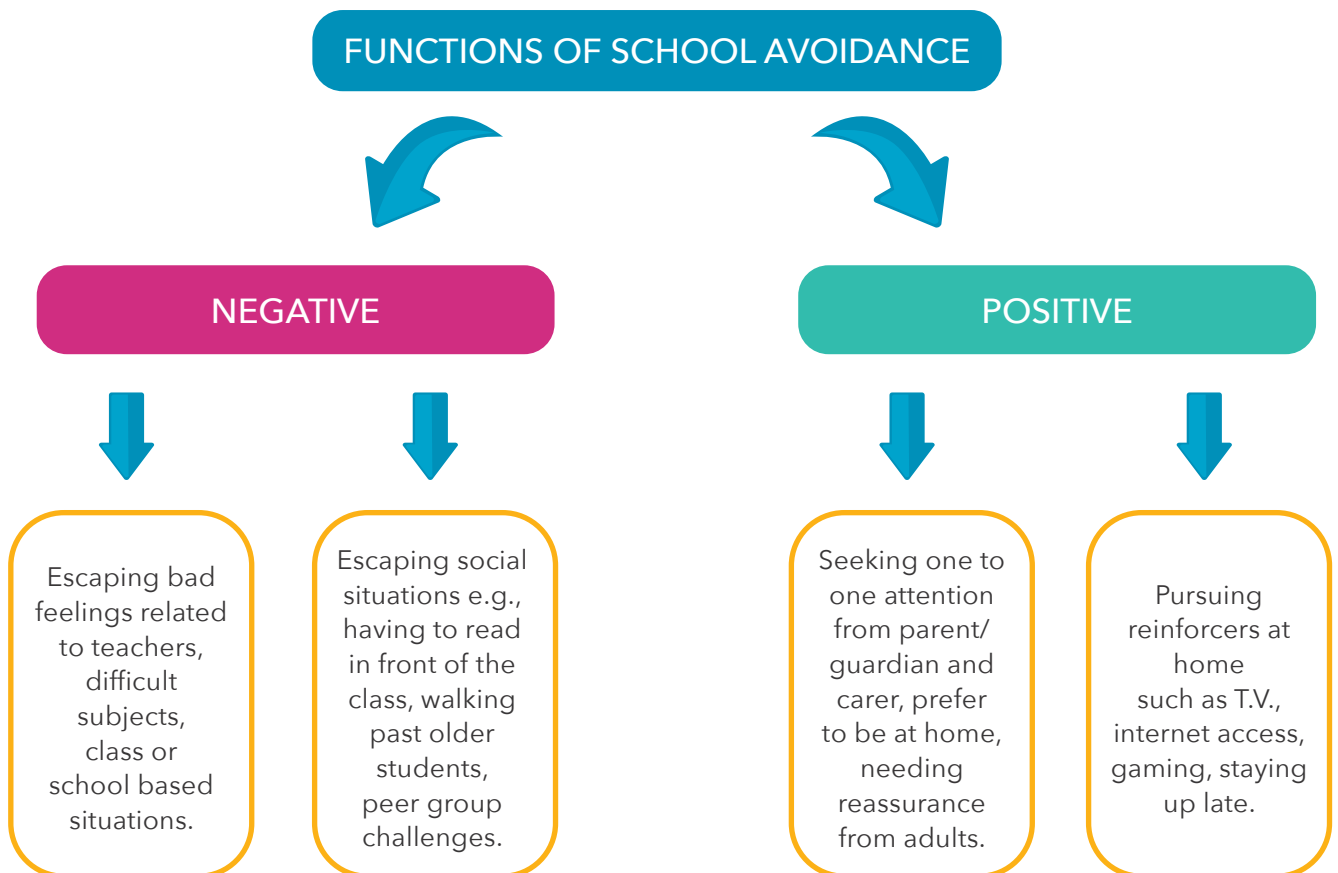 FUNCTIONS OF SCHOOL AVOIDANCE
NEGATIVE
POSITIVE
Escaping bad
feelings related
to teachers,
difficult
subjects,
class or
school based
situations.
Escaping social
situations e.g.,
having to read
in front of the
class, walking
past older
students,
peer group
challenges.
Seeking one to
one attention
from parent/
guardian and
carer, prefer
to be at home,
needing
reassurance
from adults.
Pursuing
reinforcers at
home
such as T.V.,
internet access,
gaming, staying
up late.